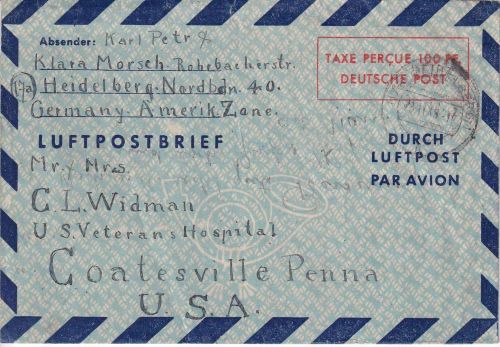 Absender: Karl Petr &
Klara Morsch Rohrbacherstr.
(17a) Heidelberg-Nordbdn 40.
Germany-Amerik. Zone.
TAXE PERÇUE 100 PF.
DEUTSCHE POST
LUFTPOSTBRIEF
DURCH
LUFTPOST
PAR AVION
Mr. & Mrs.
C. L. Widman
U S. Veterans Hospital
Coatesville Penna
U. S. A.